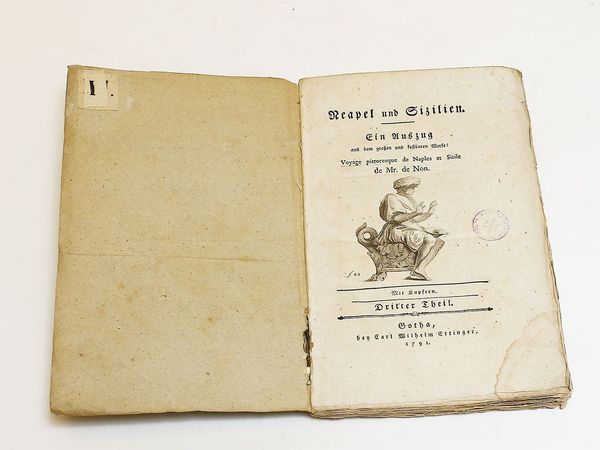 Neapel und Sizilien.
Ein Auszug
aus dem großen und kostbaren Werke:
Voyage pittoresque de Naples et Sicile
de Mr. de Non.
Mit Kupfern.
Dritter Theil.
Gotha,
bey Carl Wilhelm Ettinger,
1791.